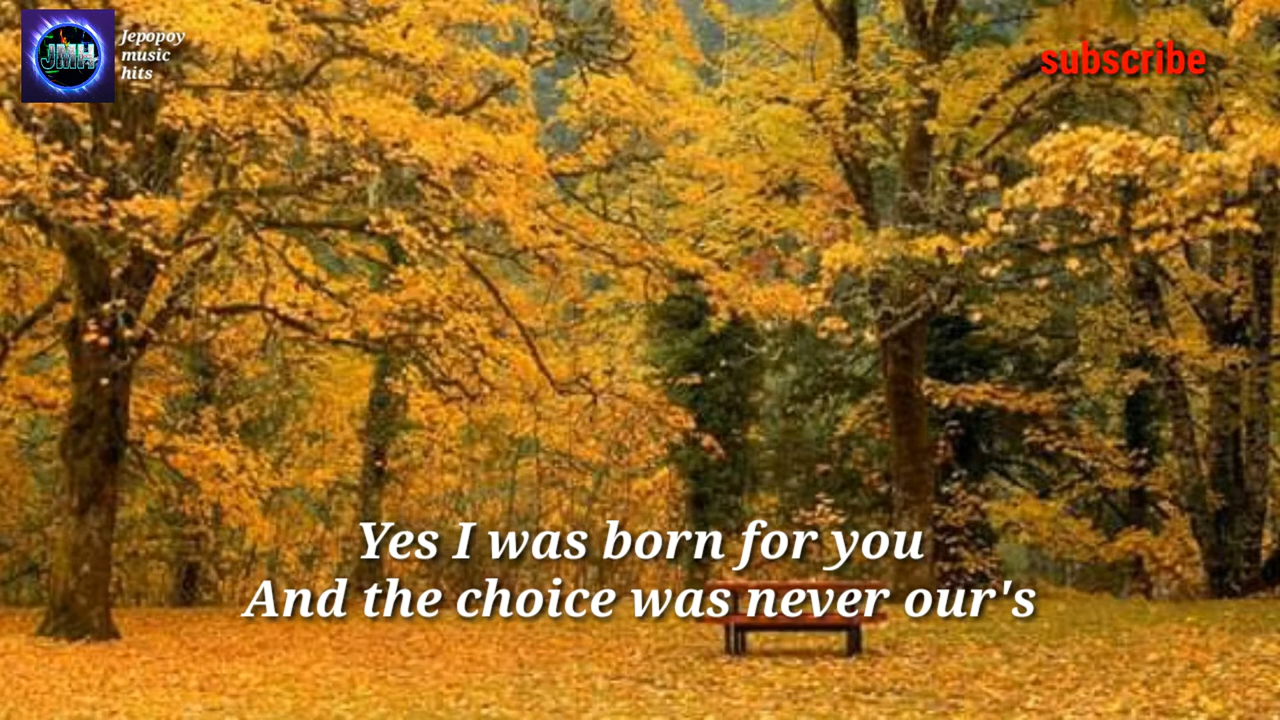 JMH
Jepopoy
music
hits
subscribe
Yes I was born for you
And the choice was never our's